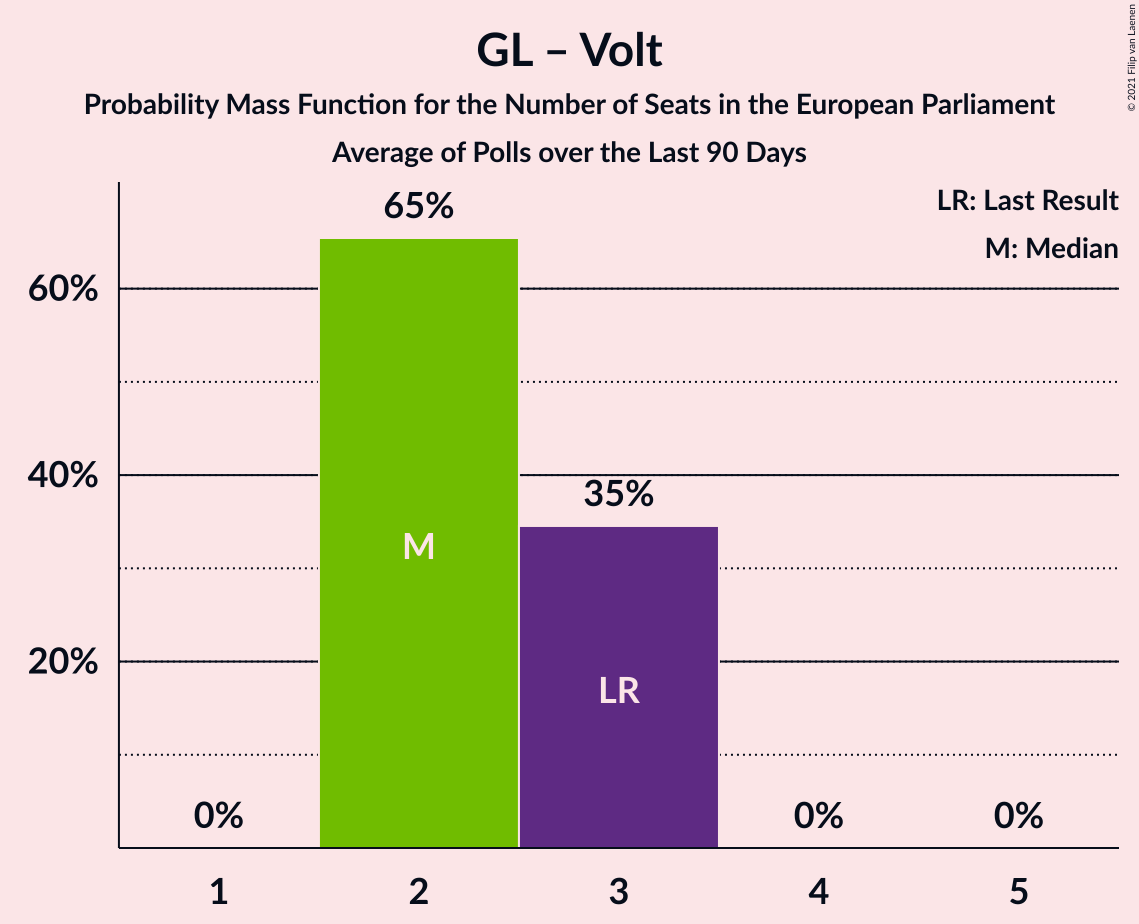 GL – Volt
Probability Mass Function for the Number of Seats in the European Parliament
Average of Polls over the Last 90 Days
© 2021 Filip van Laenen
LR: Last Result
M: Median
65%
60%
40%
35%
M
20%
LR
0%
0%
0%
1
2
3
4
5